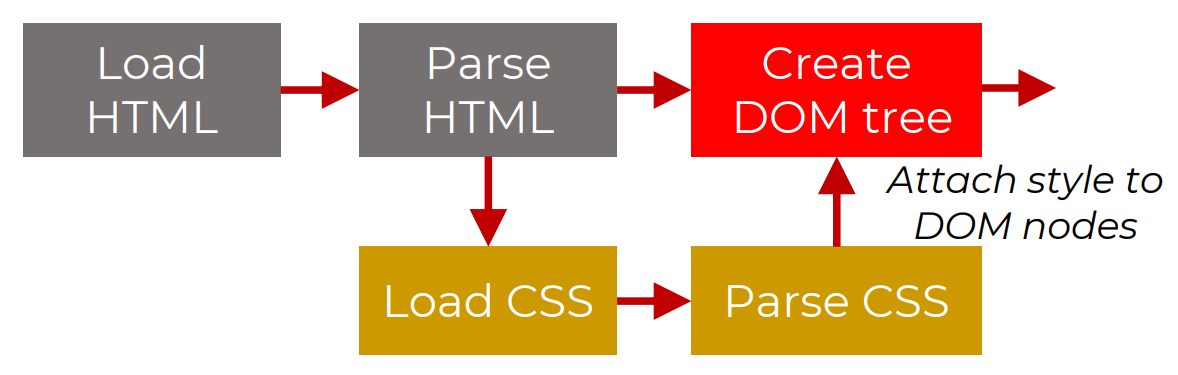 Load
HTML
Parse
HTML
Create
DOM tree
Attach style to
DOM nodes
Load CSS
Parse CSS